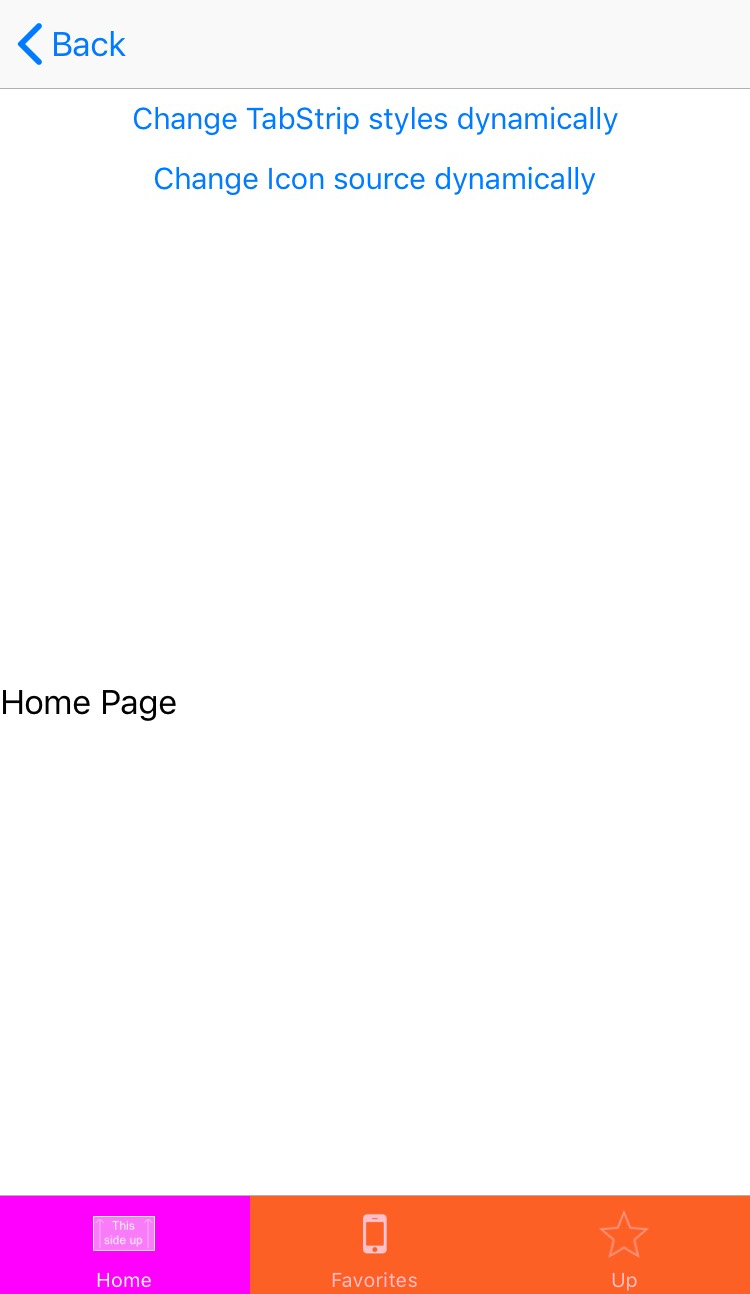 Back
Change TabStrip styles dynamically
Change Icon source dynamically
Home Page
This
side up
Home
Favorites
Up